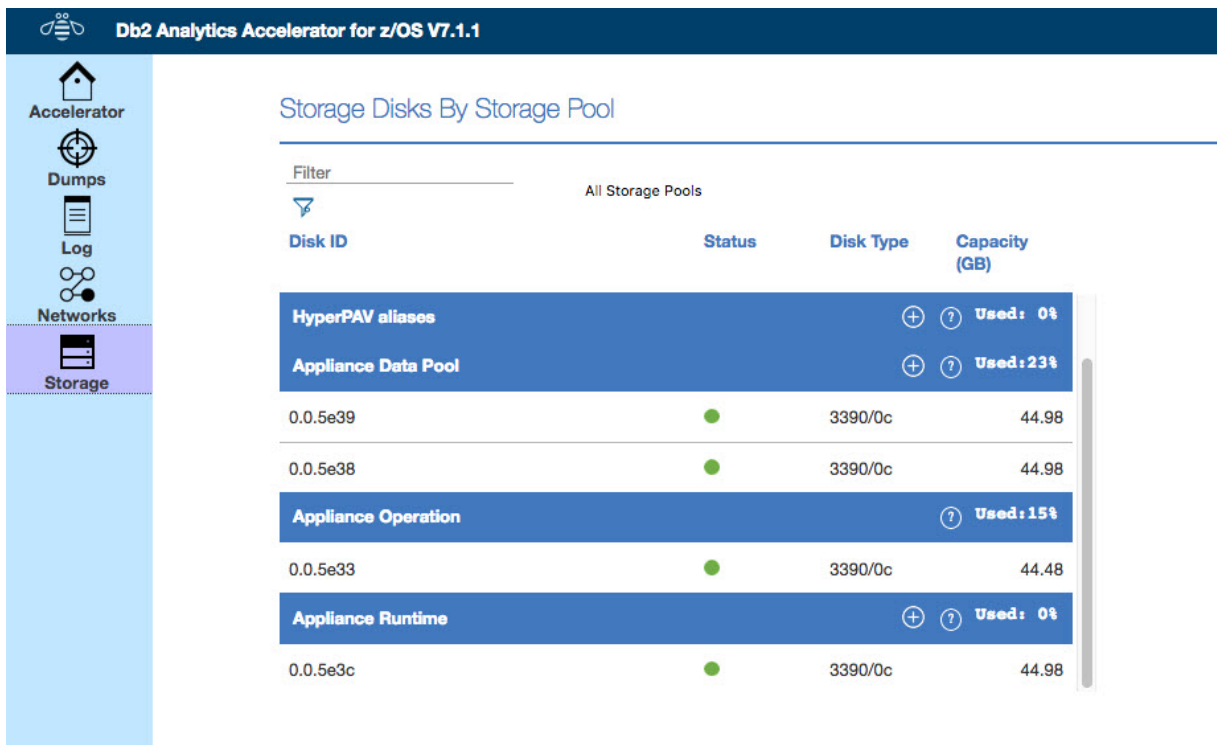 Db2 Analytics Accelerator for z/OS V7.1.1
Accelerator
Dumps
Log
Networks
Storage
Storage Disks By Storage Pool
Filter
All Storage Pools
Disk ID Status Disk Type Capacity
(GB)
HyperPAV aliases + ? Used: 0%
Appliance Data Pool + ? Used:23%
0.0.5e39 3390/0c 44.98
0.0.5e38 3390/0c 44.98
Appliance Operation ? Used:15%
0.0.5e33 3390/0c 44.48
Appliance Runtime + ? Used: 0%
0.0.5e3c 3390/0c 44.98